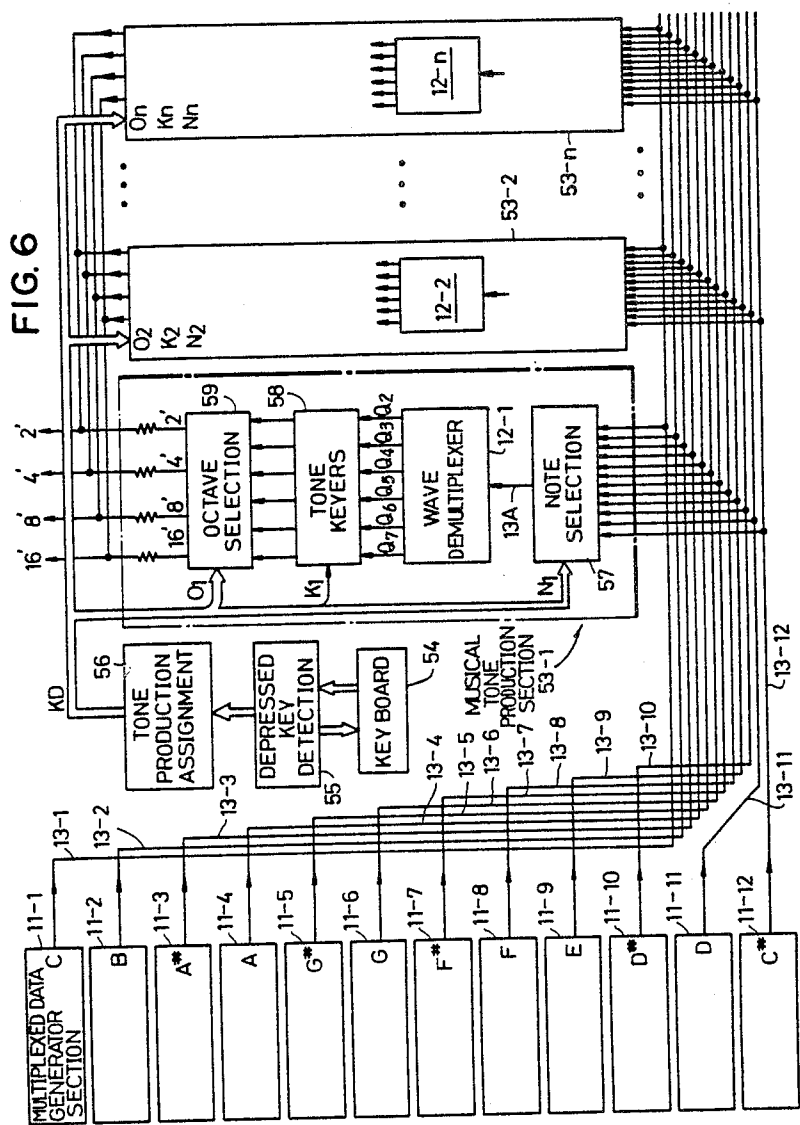 FIG. 6
MULTIPLEXED DATA
GENERATOR
SECTION
C
11-1
B
11-2
A#
11-3
A
11-4
G#
11-5
G
11-6
F#
11-7
F
11-8
E
11-9
D#
11-10
D
11-11
C#
11-12
13-1
13-2
13-3
13-4
13-5
13-6
13-7
13-8
13-9
13-10
13-11
13-12
KD
56
TONE
PRODUCTION
ASSIGNMENT
DEPRESSED
KEY
DETECTION
55
KEY BOARD
54
MUSICAL
TONE
PRODUCTION
SECTION
53-1
16' 8' 4' 2'
16' 8' 4' 2'
O1
OCTAVE
SELECTION
59
K1
TONE
KEYERS
58
Q7 Q6 Q5 Q4 Q3 Q2
WAVE
DEMULTIPLEXER
12-1
13A
N1
NOTE
SELECTION
57
O2
K2
N2
12-2
53-2
On
Kn
Nn
12-n
53-n